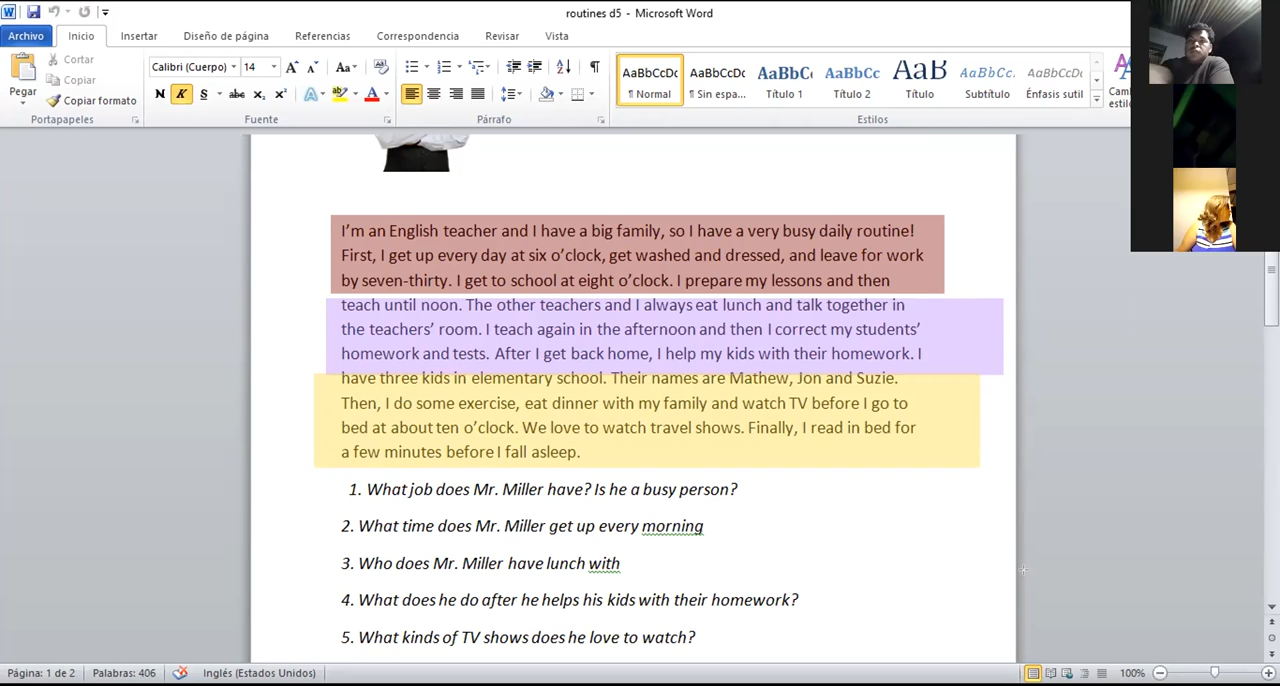 routines d5 - Microsoft Word
Archivo Inicio Insertar Diseño de página Referencias Correspondencia Revisar Vista
Pegar
Cortar
Copiar
Copiar formato
Portapapeles
Calibri (Cuerpo) 14 Aa
N K S abc x₂ x² A A
Fuente
Párrafo
AaBbCcDc AaBbCcDc AaBbC AaBbCc AaB AaBbCc. AaBbCcDc
¶ Normal ¶ Sin espa... Título 1 Título 2 Título Subtítulo Énfasis sutil
Estilos
I’m an English teacher and I have a big family, so I have a very busy daily routine!
First, I get up every day at six o’clock, get washed and dressed, and leave for work
by seven-thirty. I get to school at eight o’clock. I prepare my lessons and then
teach until noon. The other teachers and I always eat lunch and talk together in
the teachers’ room. I teach again in the afternoon and then I correct my students’
homework and tests. After I get back home, I help my kids with their homework. I
have three kids in elementary school. Their names are Mathew, Jon and Suzie.
Then, I do some exercise, eat dinner with my family and watch TV before I go to
bed at about ten o’clock. We love to watch travel shows. Finally, I read in bed for
a few minutes before I fall asleep.
1. What job does Mr. Miller have? Is he a busy person?
2. What time does Mr. Miller get up every morning
3. Who does Mr. Miller have lunch with
4. What does he do after he helps his kids with their homework?
5. What kinds of TV shows does he love to watch?
Página: 1 de 2 Palabras: 406 Inglés (Estados Unidos) 100%